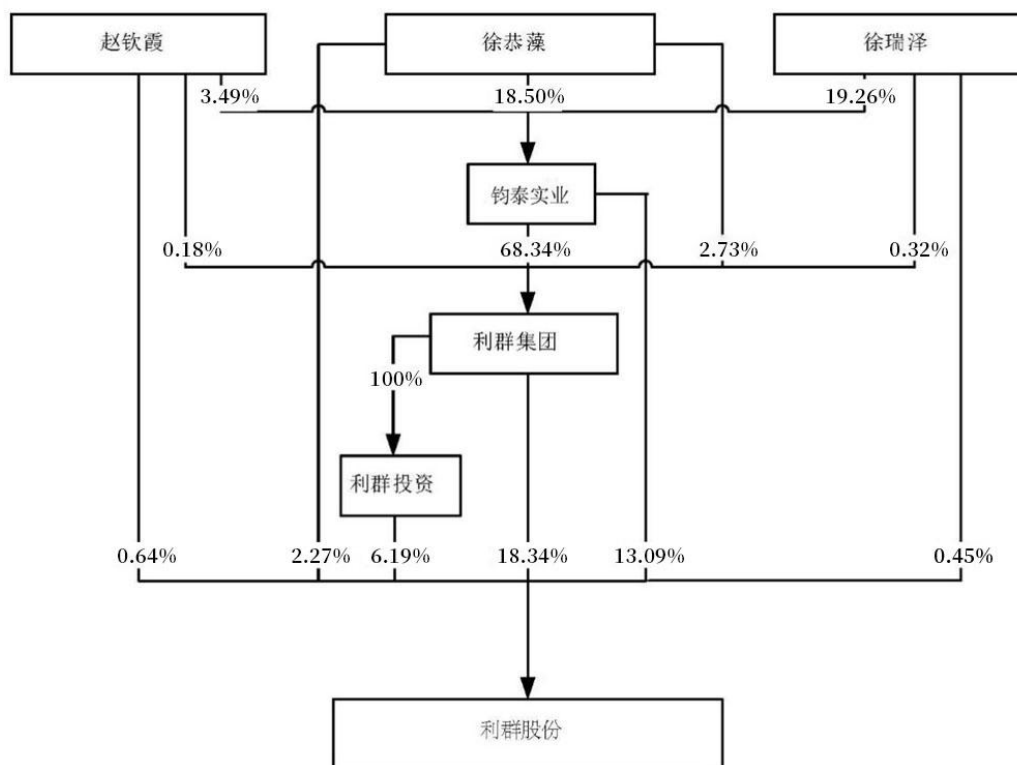 赵钦霞
徐恭藻
徐瑞泽
3.49%
18.50%
19.26%
钧泰实业
0.18%
68.34%
2.73%
0.32%
利群集团
100%
利群投资
0.64%
2.27%
6.19%
18.34%
13.09%
0.45%
利群股份